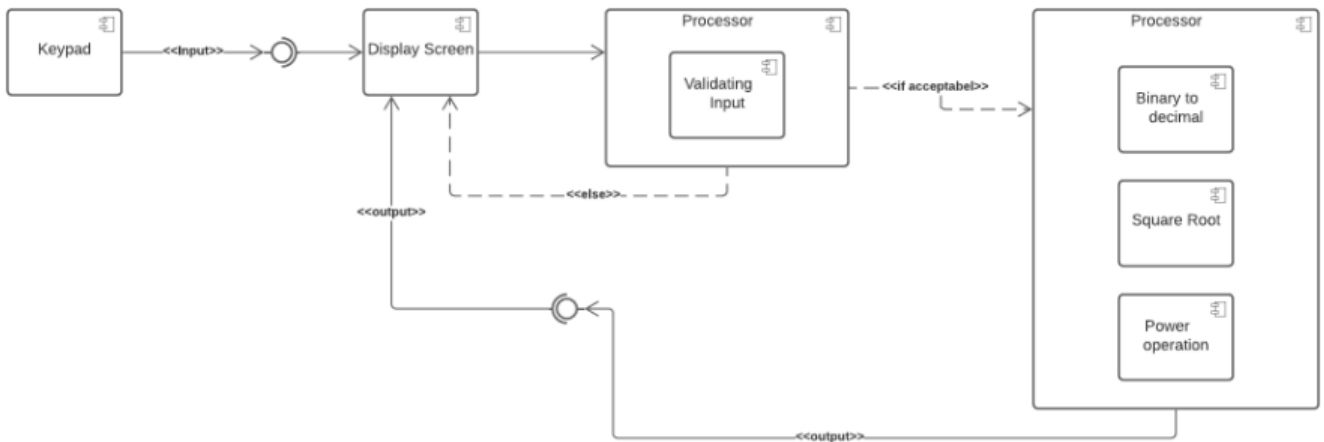 Keypad
<<Input>>
Display Screen
Processor
Validating
Input
<<if acceptabel>>
Processor
Binary to
decimal
Square Root
Power
operation
<<else>>
<<output>>
<<output>>